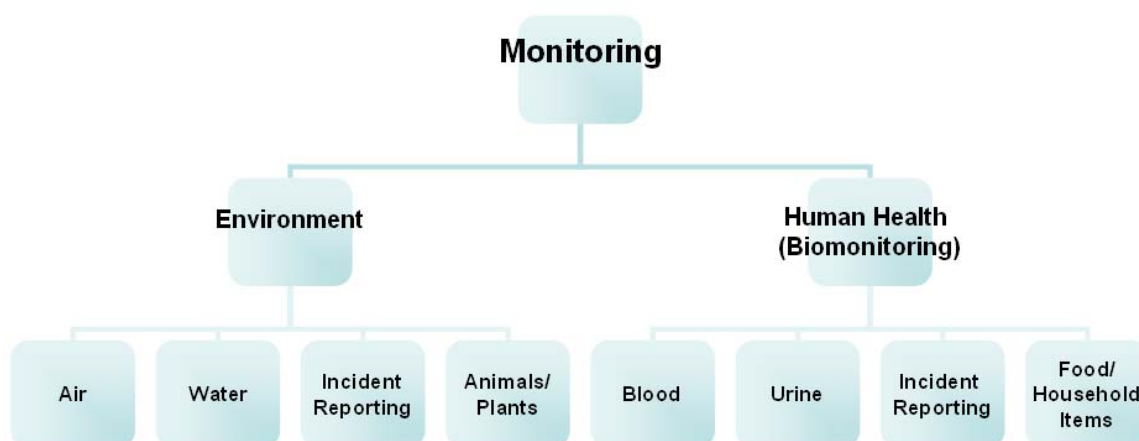 Monitoring
Environment
Human Health
(Biomonitoring)
Air
Water
Incident
Reporting
Animals/
Plants
Blood
Urine
Incident
Reporting
Food/
Household
Items